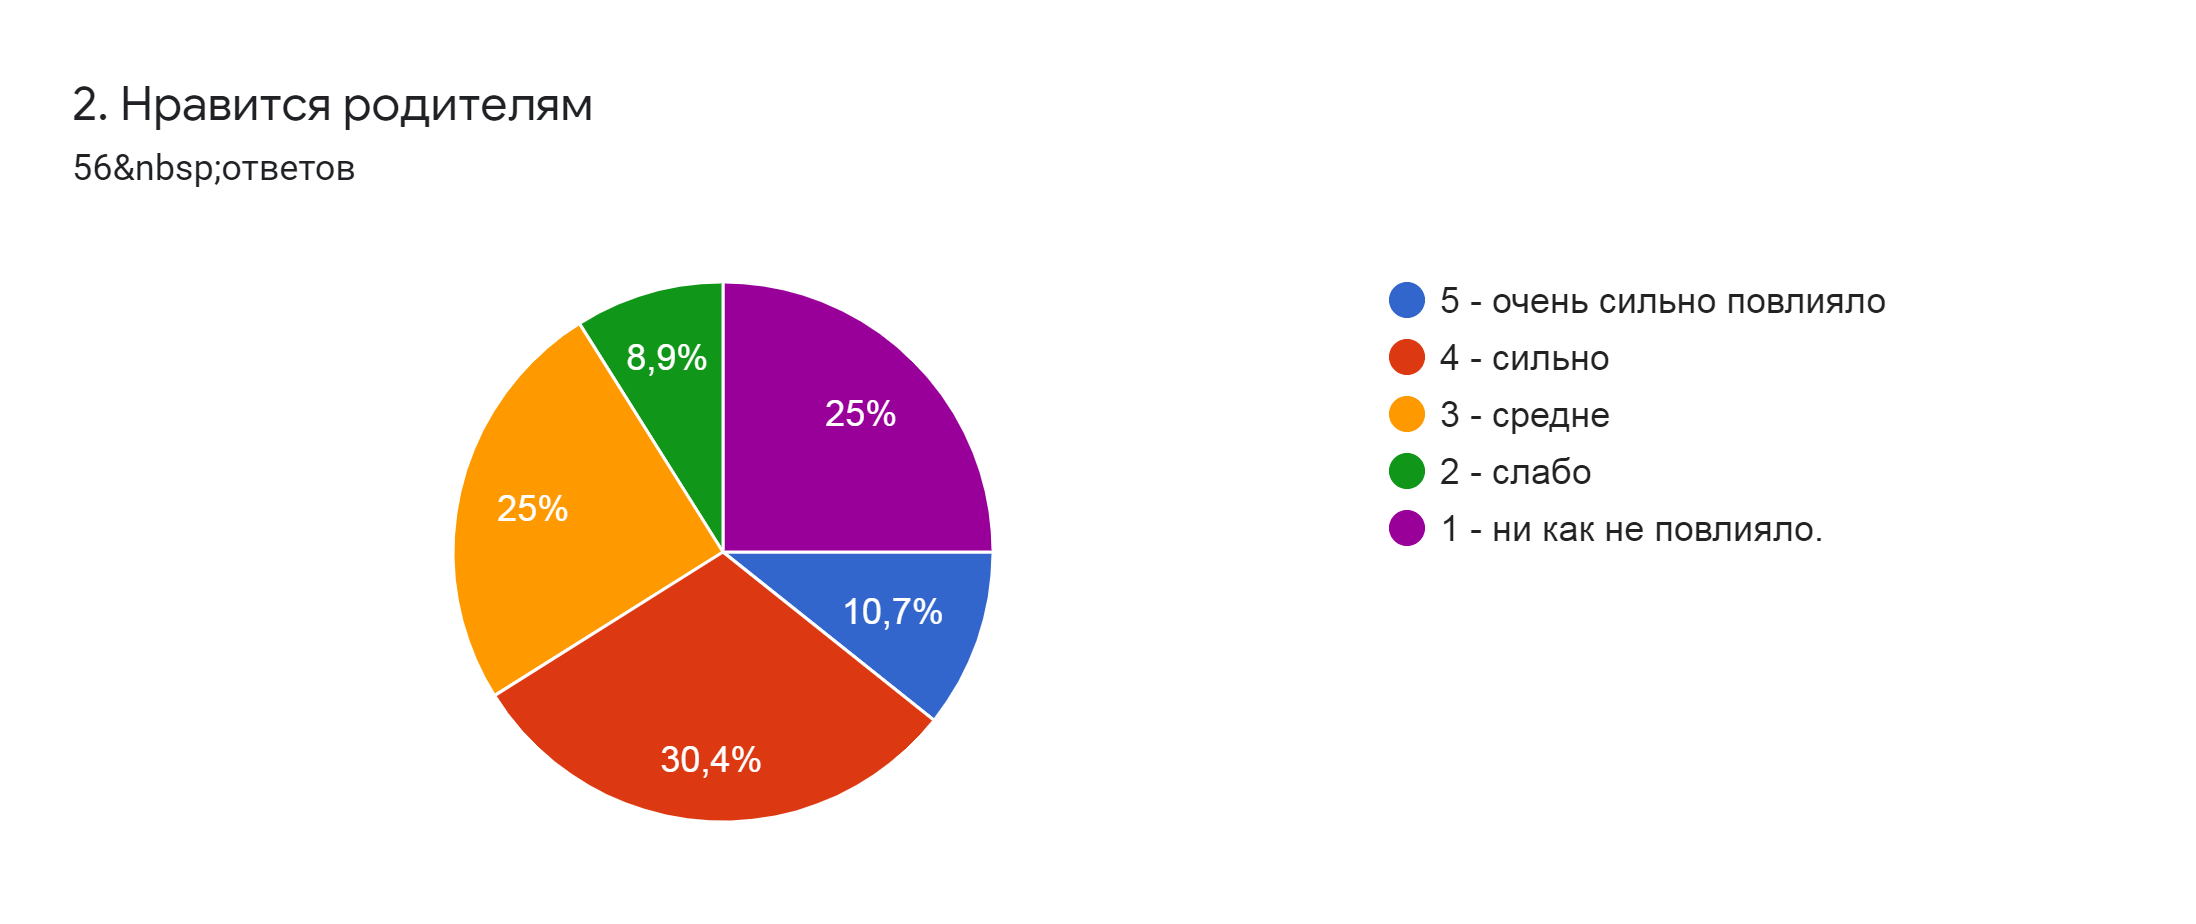 2. Нравится родителям
56&nbsp;ответов
8,9%
25%
25%
10,7%
30,4%
5 - очень сильно повлияло
4 - сильно
3 - средне
2 - слабо
1 - ни как не повлияло.